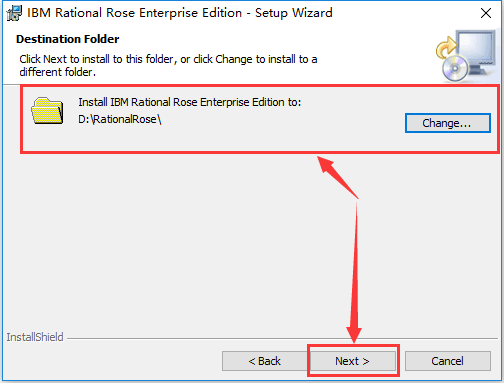 IBM Rational Rose Enterprise Edition - Setup Wizard
Destination Folder
Click Next to install to this folder, or click Change to install to a
different folder.
Install IBM Rational Rose Enterprise Edition to:
D:\RationalRose\
Change...
InstallShield
< Back
Next >
Cancel